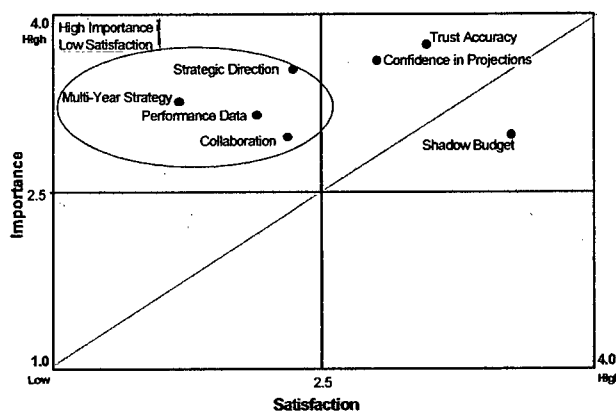 4.0
High
High Importance
Low Satisfaction
Trust Accuracy
Confidence in Projections
Strategic Direction
Multi-Year Strategy
Performance Data
Collaboration
Shadow Budget
Importance
2.5
1.0
Low
2.5
4.0
High
Satisfaction